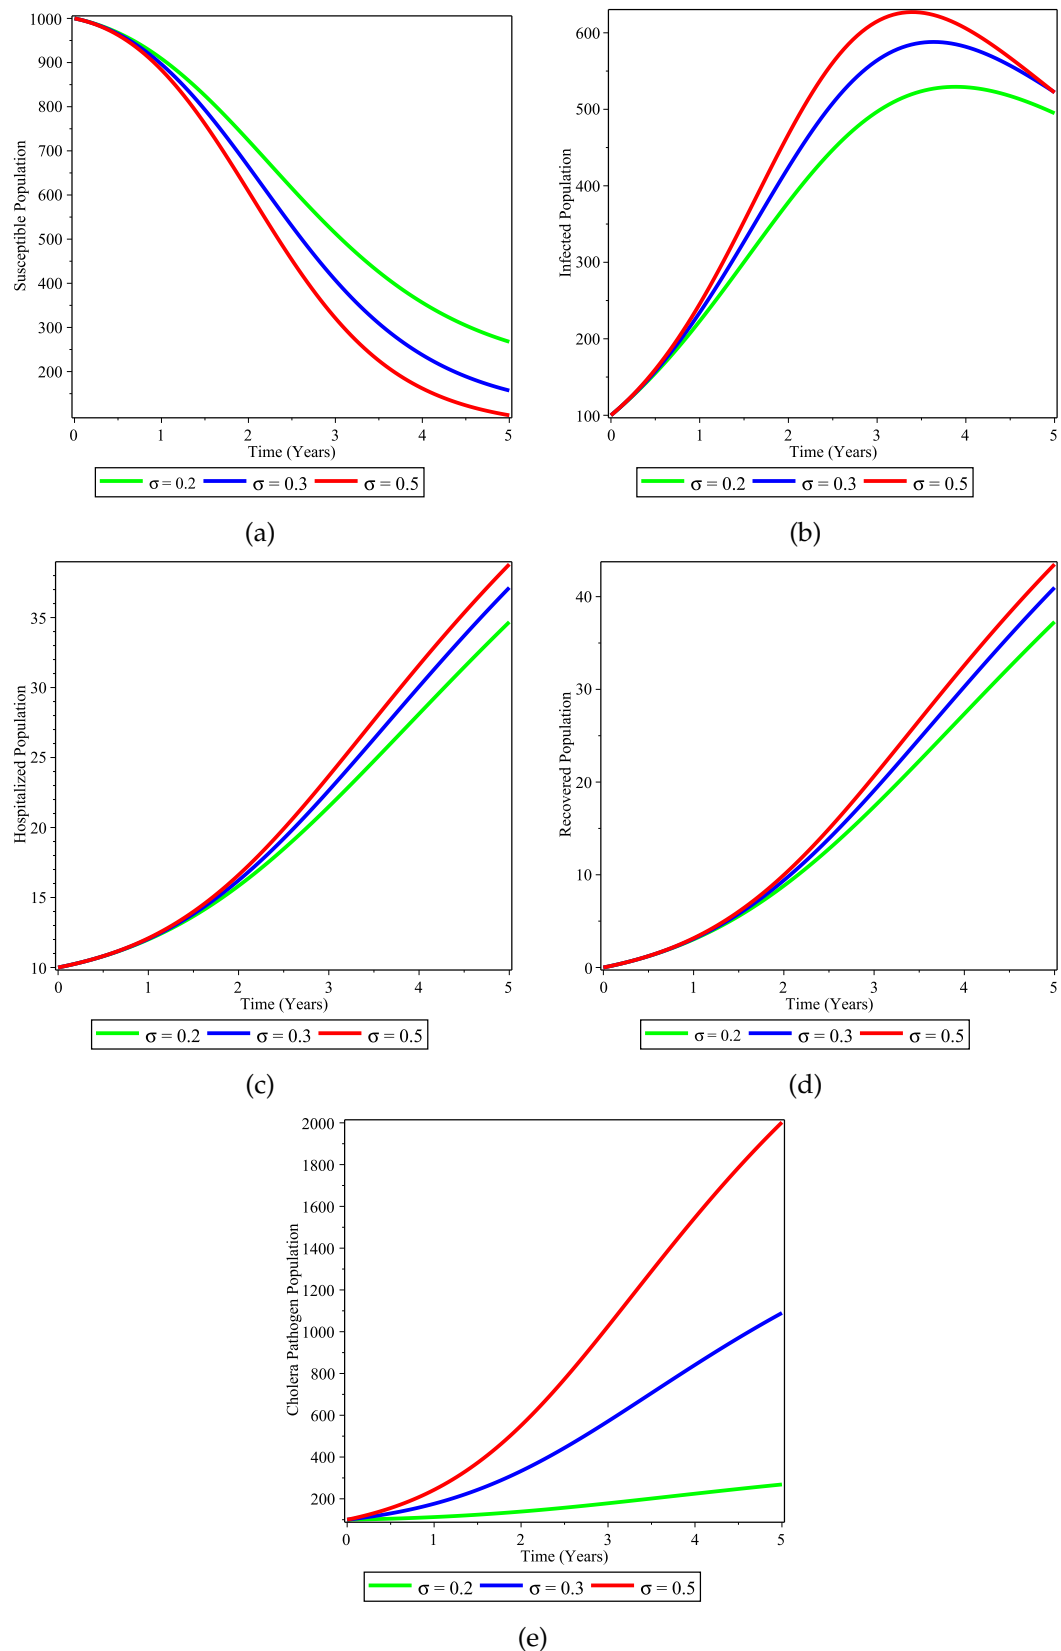 1000
900
800
700
600
500
400
300
200
Susceptible Population
0 1 2 3 4 5
Time (Years)
σ = 0.2 σ = 0.3 σ = 0.5
(a)
600
500
400
300
200
100
Infected Population
0 1 2 3 4 5
Time (Years)
σ = 0.2 σ = 0.3 σ = 0.5
(b)
35
30
25
20
15
10
Hospitalized Population
0 1 2 3 4 5
Time (Years)
σ = 0.2 σ = 0.3 σ = 0.5
(c)
40
30
20
10
0
Recovered Population
0 1 2 3 4 5
Time (Years)
σ = 0.2 σ = 0.3 σ = 0.5
(d)
2000
1800
1600
1400
1200
1000
800
600
400
200
Cholera Pathogen Population
0 1 2 3 4 5
Time (Years)
σ = 0.2 σ = 0.3 σ = 0.5
(e)